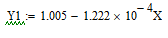 Y1 := 1.005 − 1.222 × 10⁻⁴X